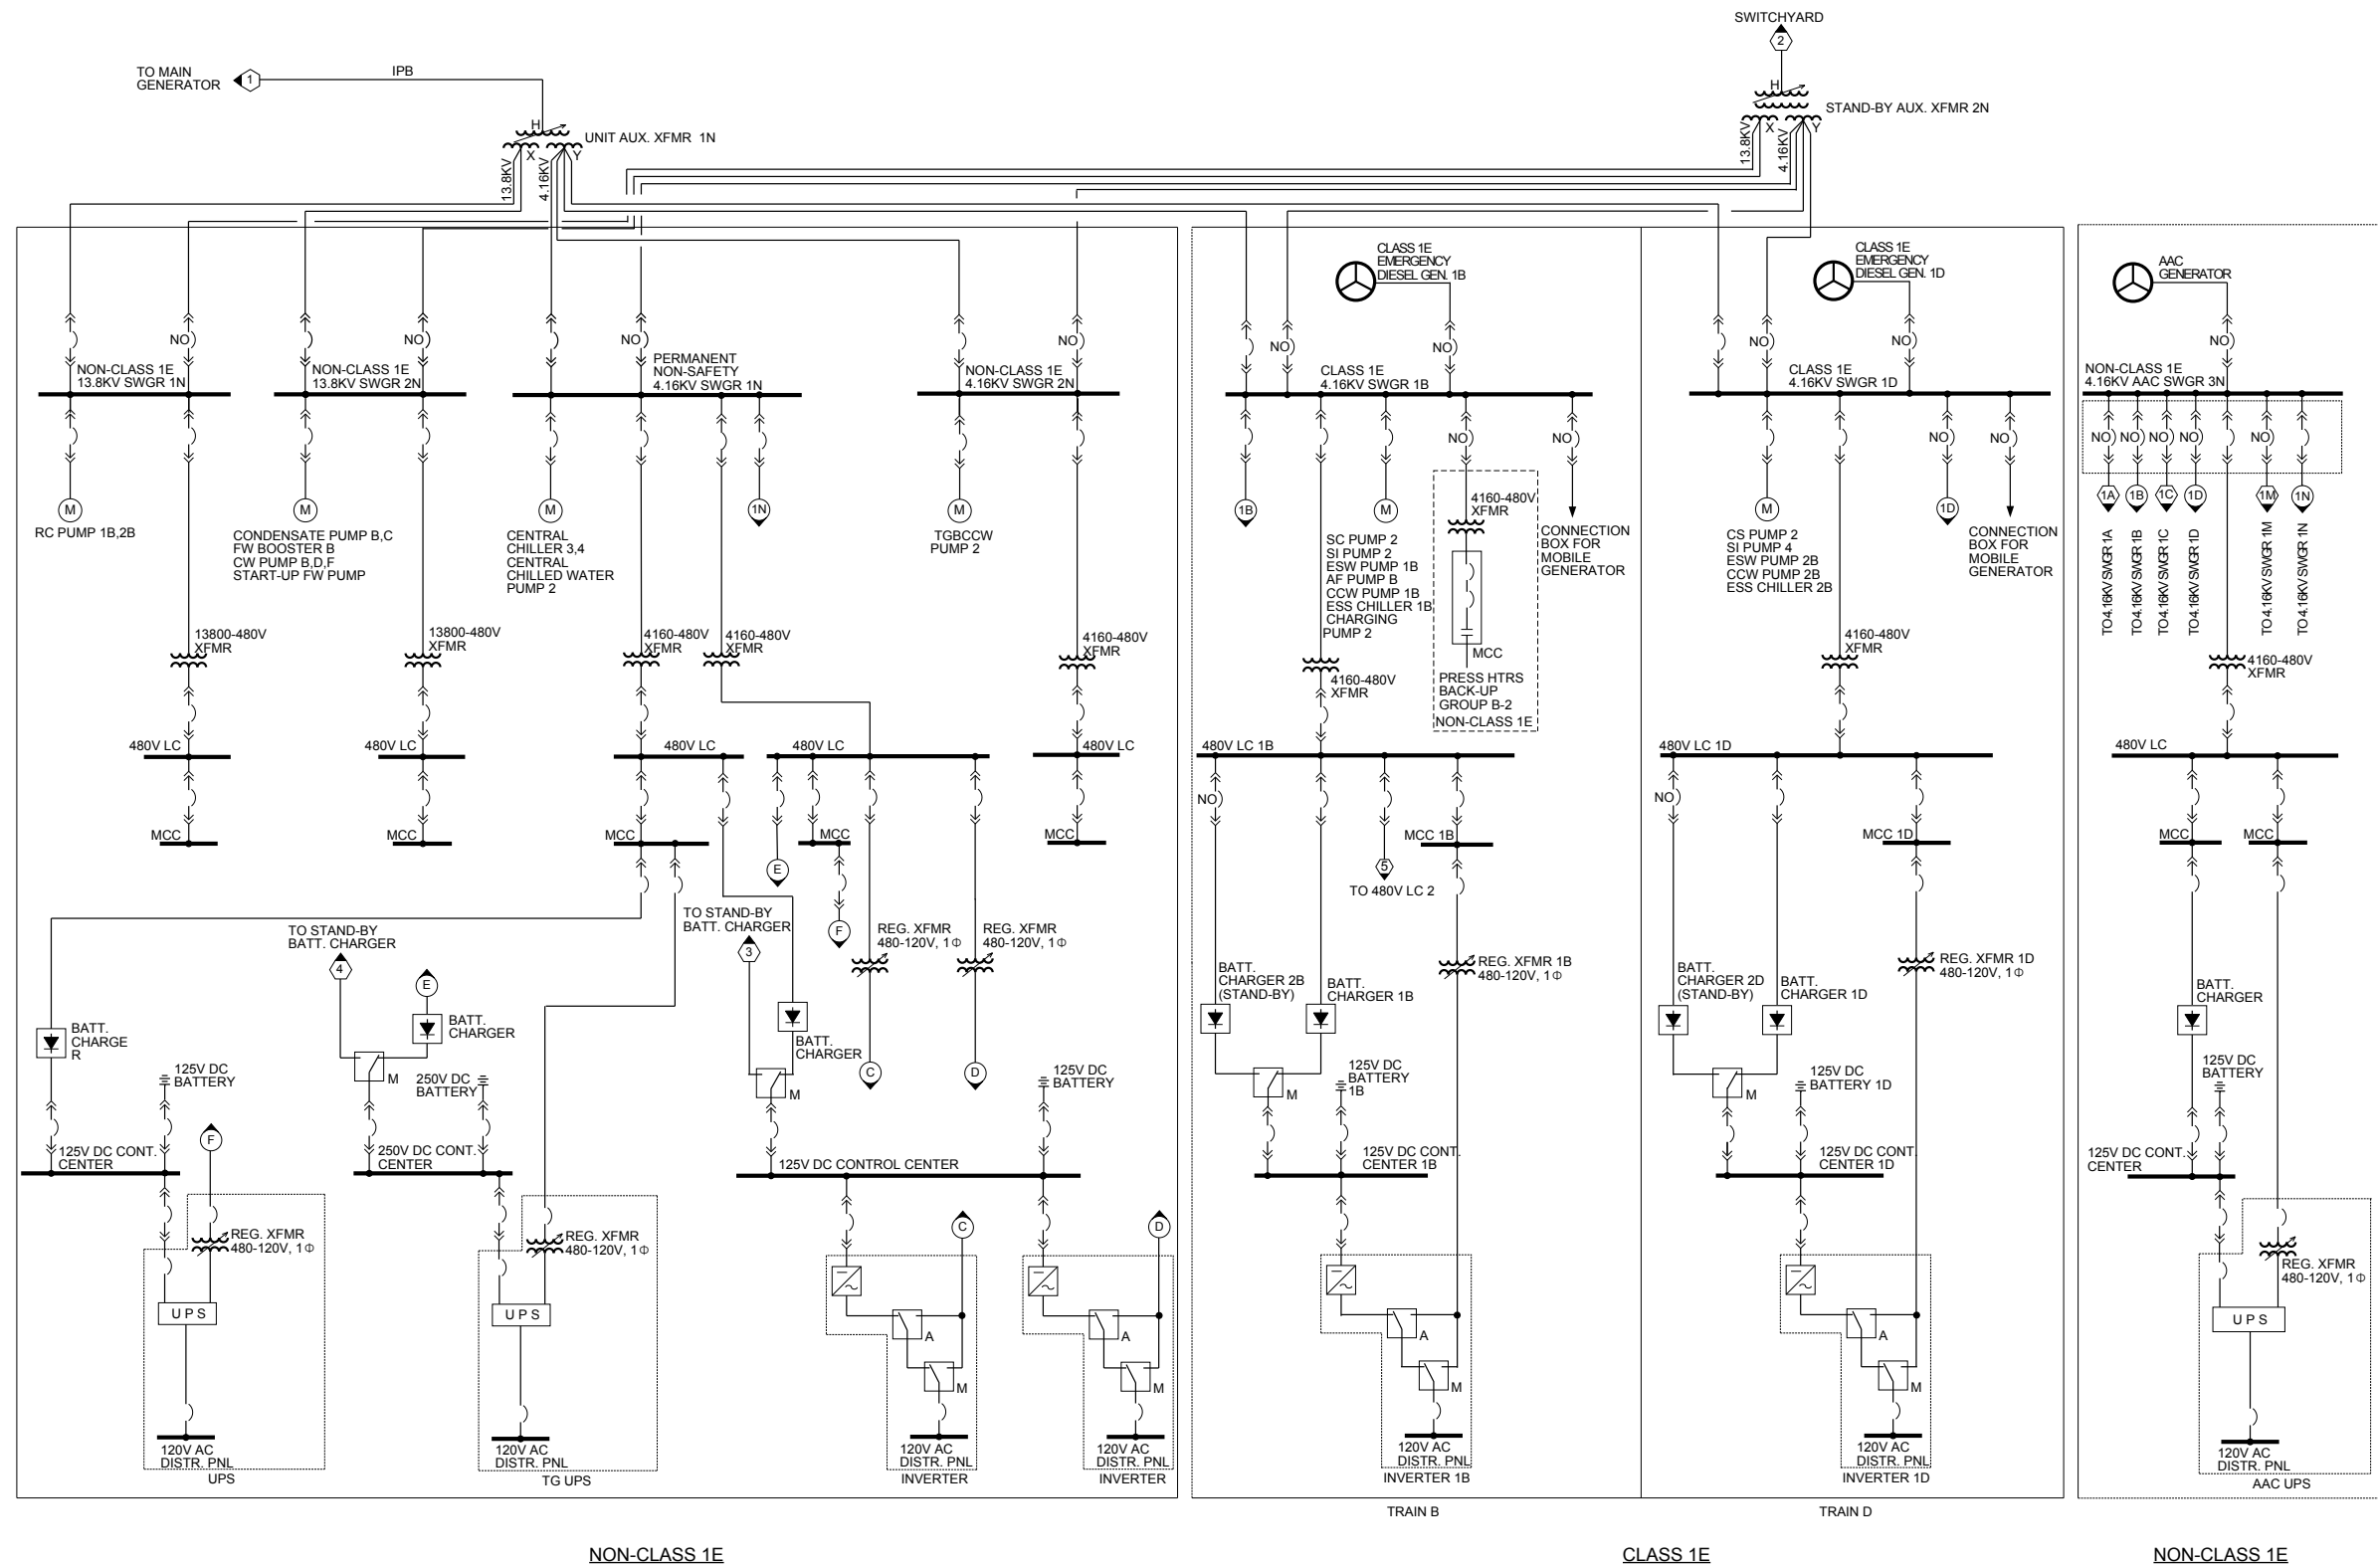 SWITCHYARD
2
TO MAIN
GENERATOR
1
IPB
H
UNIT AUX. XFMR 1N
X
Y
13.8KV
4.16KV
H
STAND-BY AUX. XFMR 2N
X
Y
13.8KV
4.16KV
NO
NON-CLASS 1E
13.8KV SWGR 1N
NO
NON-CLASS 1E
13.8KV SWGR 2N
NO
PERMANENT
NON-SAFETY
4.16KV SWGR 1N
NO
NON-CLASS 1E
4.16KV SWGR 2N
M
RC PUMP 1B,2B
M
CONDENSATE PUMP B,C
FW BOOSTER B
CW PUMP B,D,F
START-UP FW PUMP
M
CENTRAL
CHILLER 3,4
CENTRAL
CHILLED WATER
PUMP 2
1N
M
TGBCCW
PUMP 2
13800-480V
XFMR
13800-480V
XFMR
4160-480V
XFMR
4160-480V
XFMR
4160-480V
XFMR
480V LC
480V LC
480V LC
480V LC
480V LC
MCC
MCC
MCC
MCC
MCC
E
F
TO STAND-BY
BATT. CHARGER
4
E
TO STAND-BY
BATT. CHARGER
3
REG. XFMR
480-120V, 1Φ
REG. XFMR
480-120V, 1Φ
BATT.
CHARGE
R
BATT.
CHARGER
M
BATT.
CHARGER
M
C
D
125V DC
BATTERY
250V DC
BATTERY
125V DC
BATTERY
F
125V DC CONT.
CENTER
250V DC CONT.
CENTER
125V DC CONTROL CENTER
REG. XFMR
480-120V, 1Φ
REG. XFMR
480-120V, 1Φ
C
D
UPS
UPS
A
M
A
M
120V AC
DISTR. PNL
UPS
120V AC
DISTR. PNL
TG UPS
120V AC
DISTR. PNL
INVERTER
120V AC
DISTR. PNL
INVERTER
CLASS 1E
EMERGENCY
DIESEL GEN. 1B
NO
NO
CLASS 1E
4.16KV SWGR 1B
1B
M
SC PUMP 2
SI PUMP 2
ESW PUMP 1B
AF PUMP B
CCW PUMP 1B
ESS CHILLER 1B
CHARGING
PUMP 2
NO
4160-480V
XFMR
MCC
PRESS HTRS
BACK-UP
GROUP B-2
NON-CLASS 1E
NO
CONNECTION
BOX FOR
MOBILE
GENERATOR
4160-480V
XFMR
480V LC 1B
NO
5
TO 480V LC 2
MCC 1B
REG. XFMR 1B
480-120V, 1Φ
BATT.
CHARGER 2B
(STAND-BY)
BATT.
CHARGER 1B
M
125V DC
BATTERY
1B
125V DC CONT.
CENTER 1B
A
M
120V AC
DISTR. PNL
INVERTER 1B
TRAIN B
CLASS 1E
EMERGENCY
DIESEL GEN. 1D
NO
NO
CLASS 1E
4.16KV SWGR 1D
M
CS PUMP 2
SI PUMP 4
ESW PUMP 2B
CCW PUMP 2B
ESS CHILLER 2B
NO
1D
NO
CONNECTION
BOX FOR
MOBILE
GENERATOR
4160-480V
XFMR
480V LC 1D
NO
MCC 1D
REG. XFMR 1D
480-120V, 1Φ
BATT.
CHARGER 2D
(STAND-BY)
BATT.
CHARGER 1D
M
125V DC
BATTERY 1D
125V DC CONT.
CENTER 1D
A
M
120V AC
DISTR. PNL
INVERTER 1D
TRAIN D
AAC
GENERATOR
NO
NON-CLASS 1E
4.16KV AAC SWGR 3N
NO
NO
NO
NO
NO
1A
1B
1C
1D
1M
1N
TO 4.16KV SWGR 1A
TO 4.16KV SWGR 1B
TO 4.16KV SWGR 1C
TO 4.16KV SWGR 1D
TO 4.16KV SWGR 1M
TO 4.16KV SWGR 1N
4160-480V
XFMR
480V LC
MCC
MCC
BATT.
CHARGER
125V DC
BATTERY
125V DC CONT.
CENTER
REG. XFMR
480-120V, 1Φ
UPS
120V AC
DISTR. PNL
AAC UPS
NON-CLASS 1E
CLASS 1E
NON-CLASS 1E